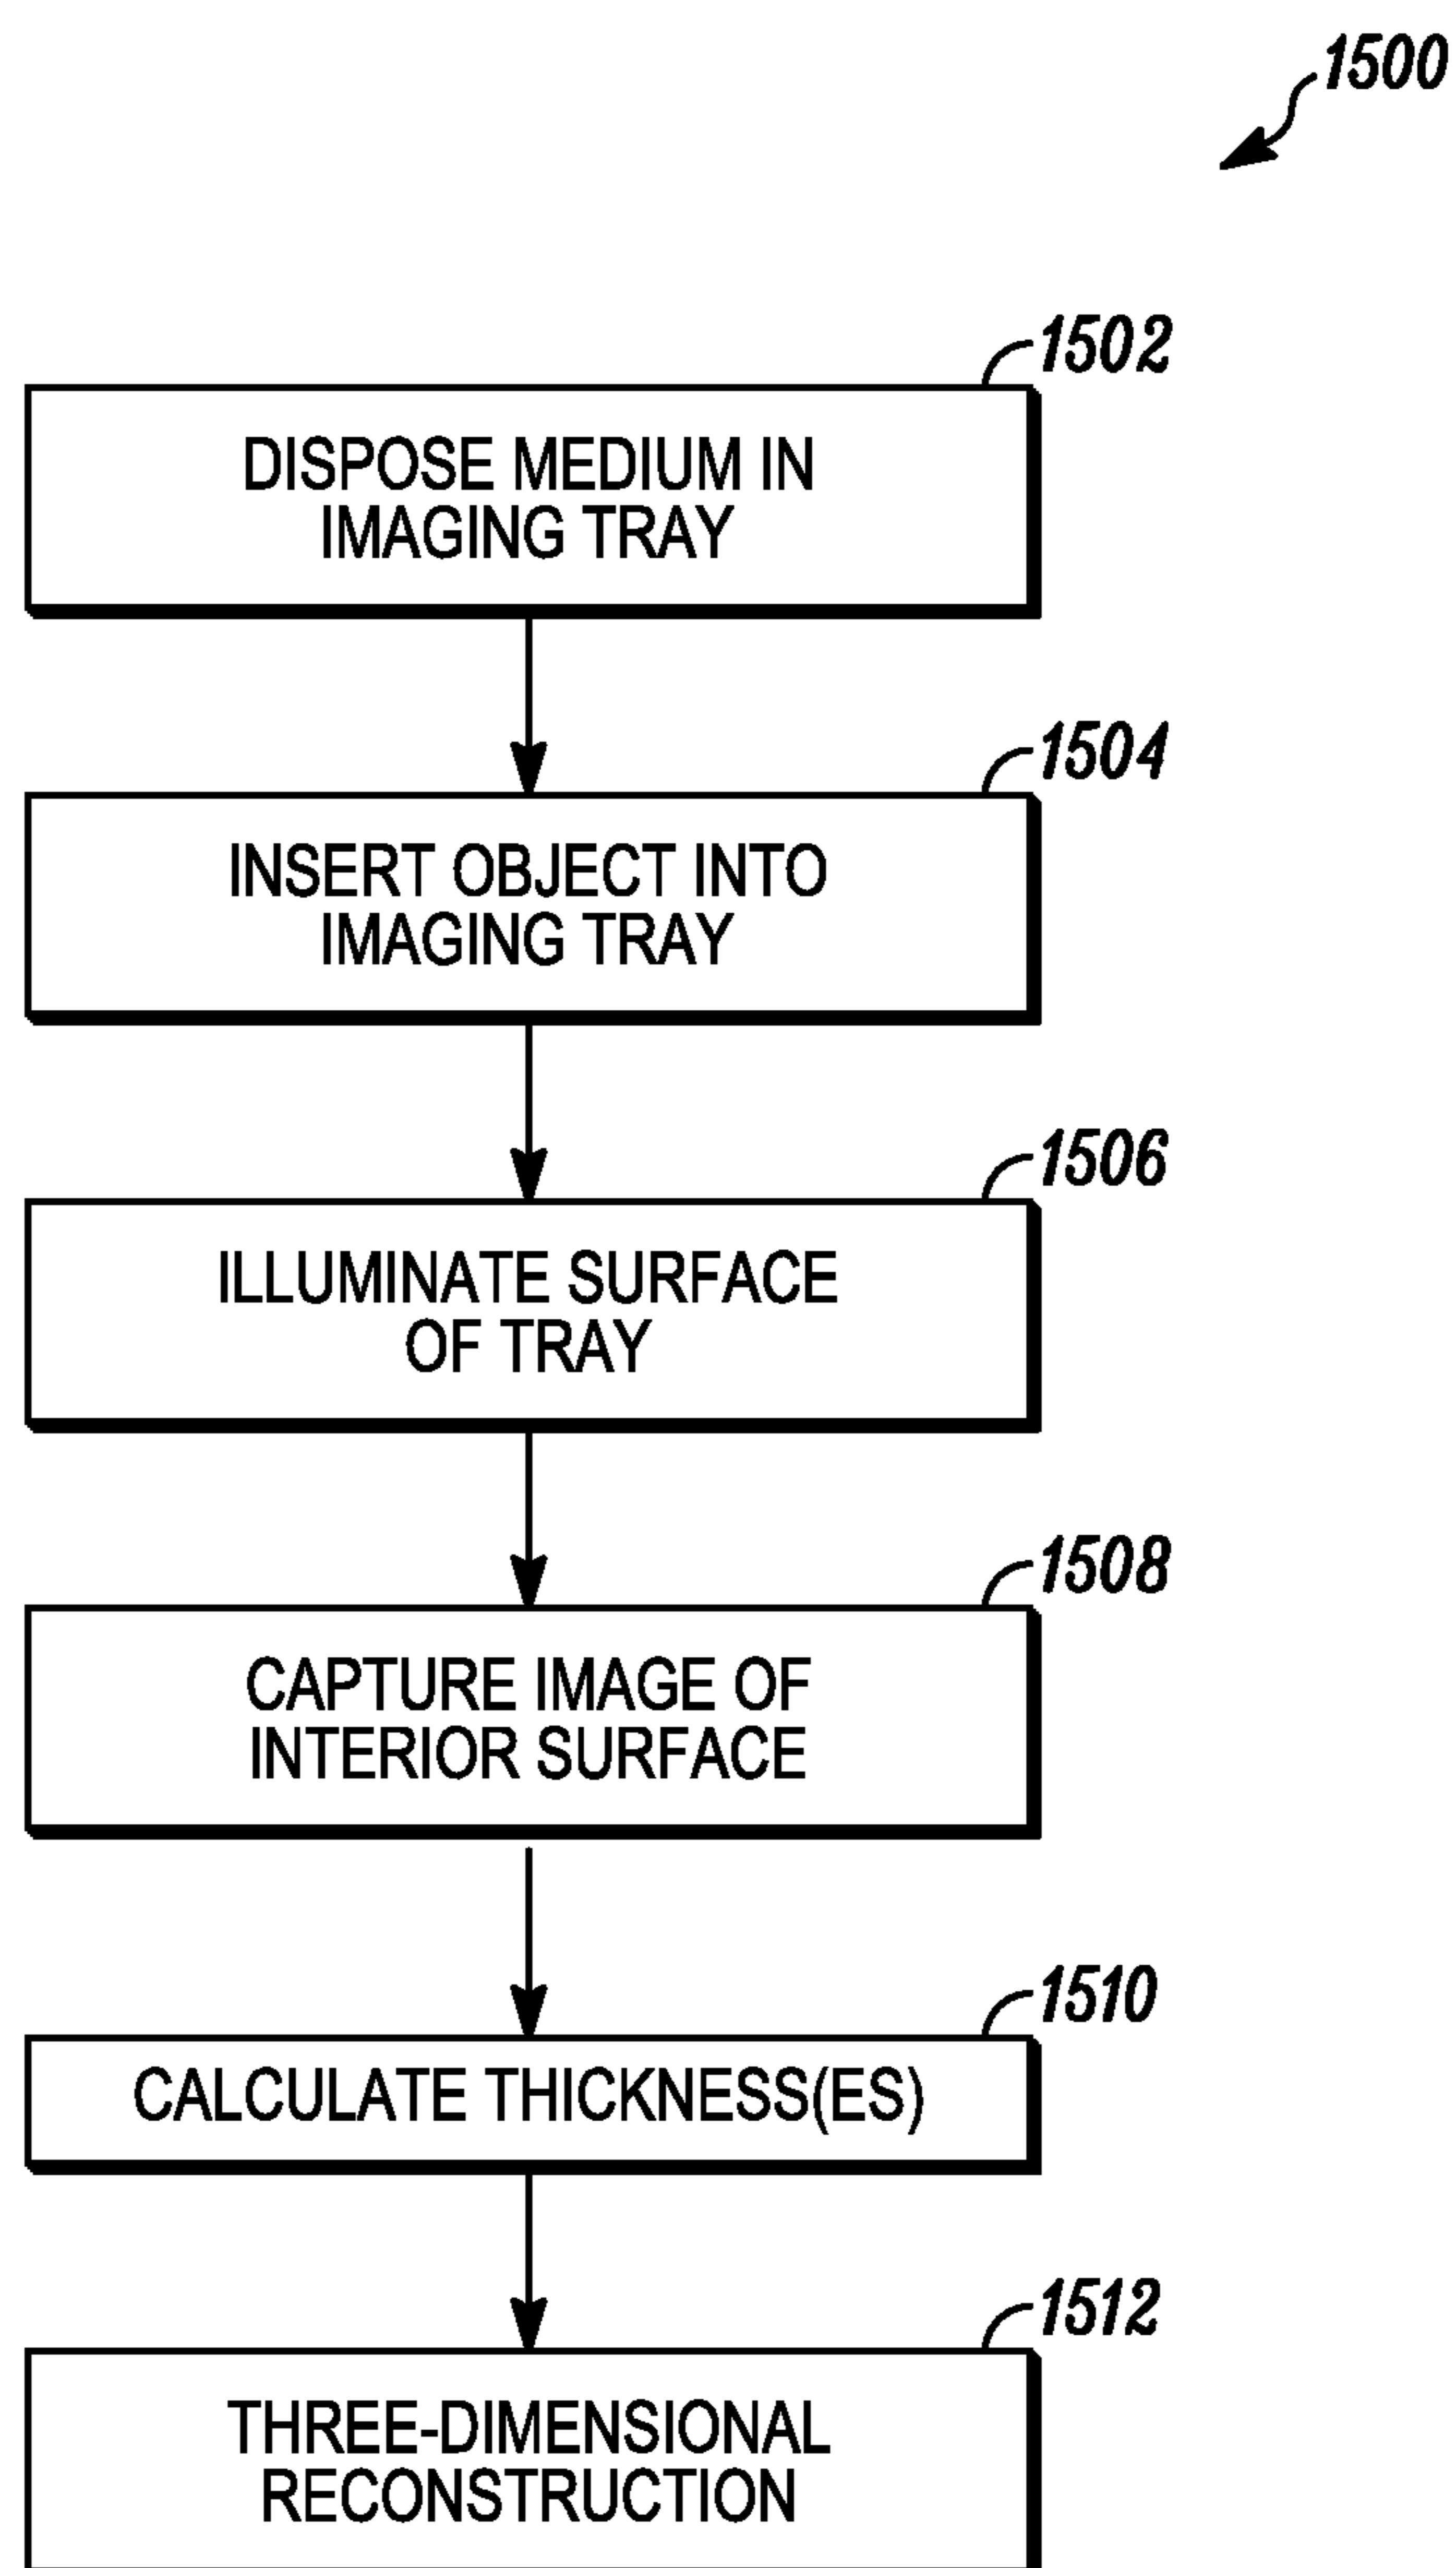 1500
1502
DISPOSE MEDIUM IN
IMAGING TRAY
1504
INSERT OBJECT INTO
IMAGING TRAY
1506
ILLUMINATE SURFACE
OF TRAY
1508
CAPTURE IMAGE OF
INTERIOR SURFACE
1510
CALCULATE THICKNESS(ES)
1512
THREE-DIMENSIONAL
RECONSTRUCTION